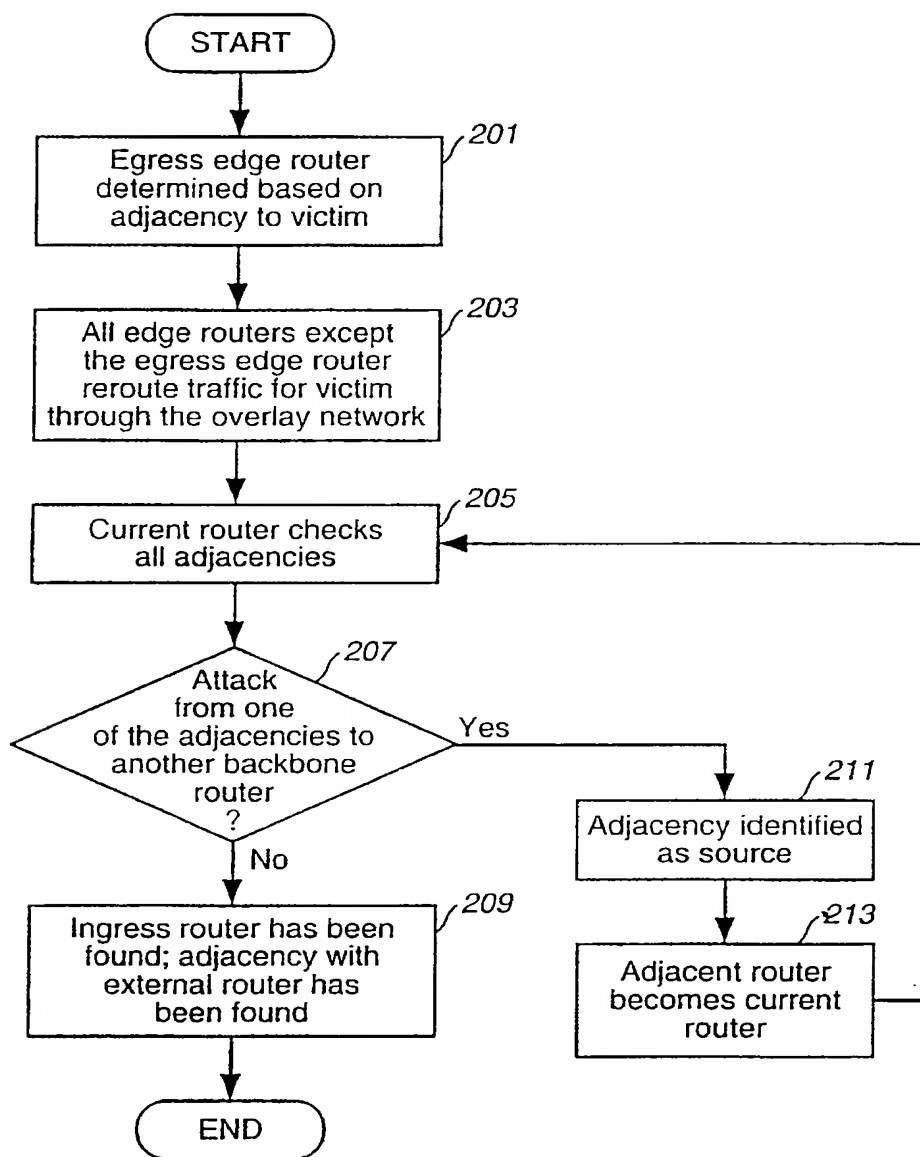 START
201
Egress edge router
determined based on
adjacency to victim
203
All edge routers except
the egress edge router
reroute traffic for victim
through the overlay network
205
Current router checks
all adjacencies
207
Attack
from one
of the adjacencies to
another backbone
router
?
Yes
No
211
Adjacency identified
as source
209
Ingress router has been
found; adjacency with
external router has
been found
213
Adjacent router
becomes current
router
END